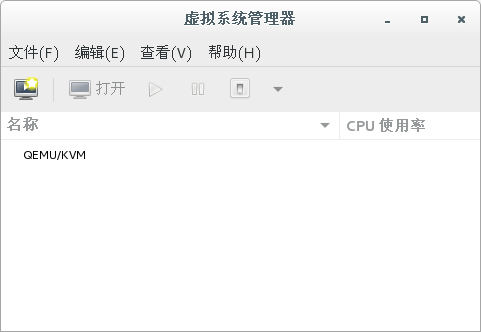 虚拟系统管理器
文件(F) 编辑(E) 查看(V) 帮助(H)
打开
名称 CPU 使用率
QEMU/KVM